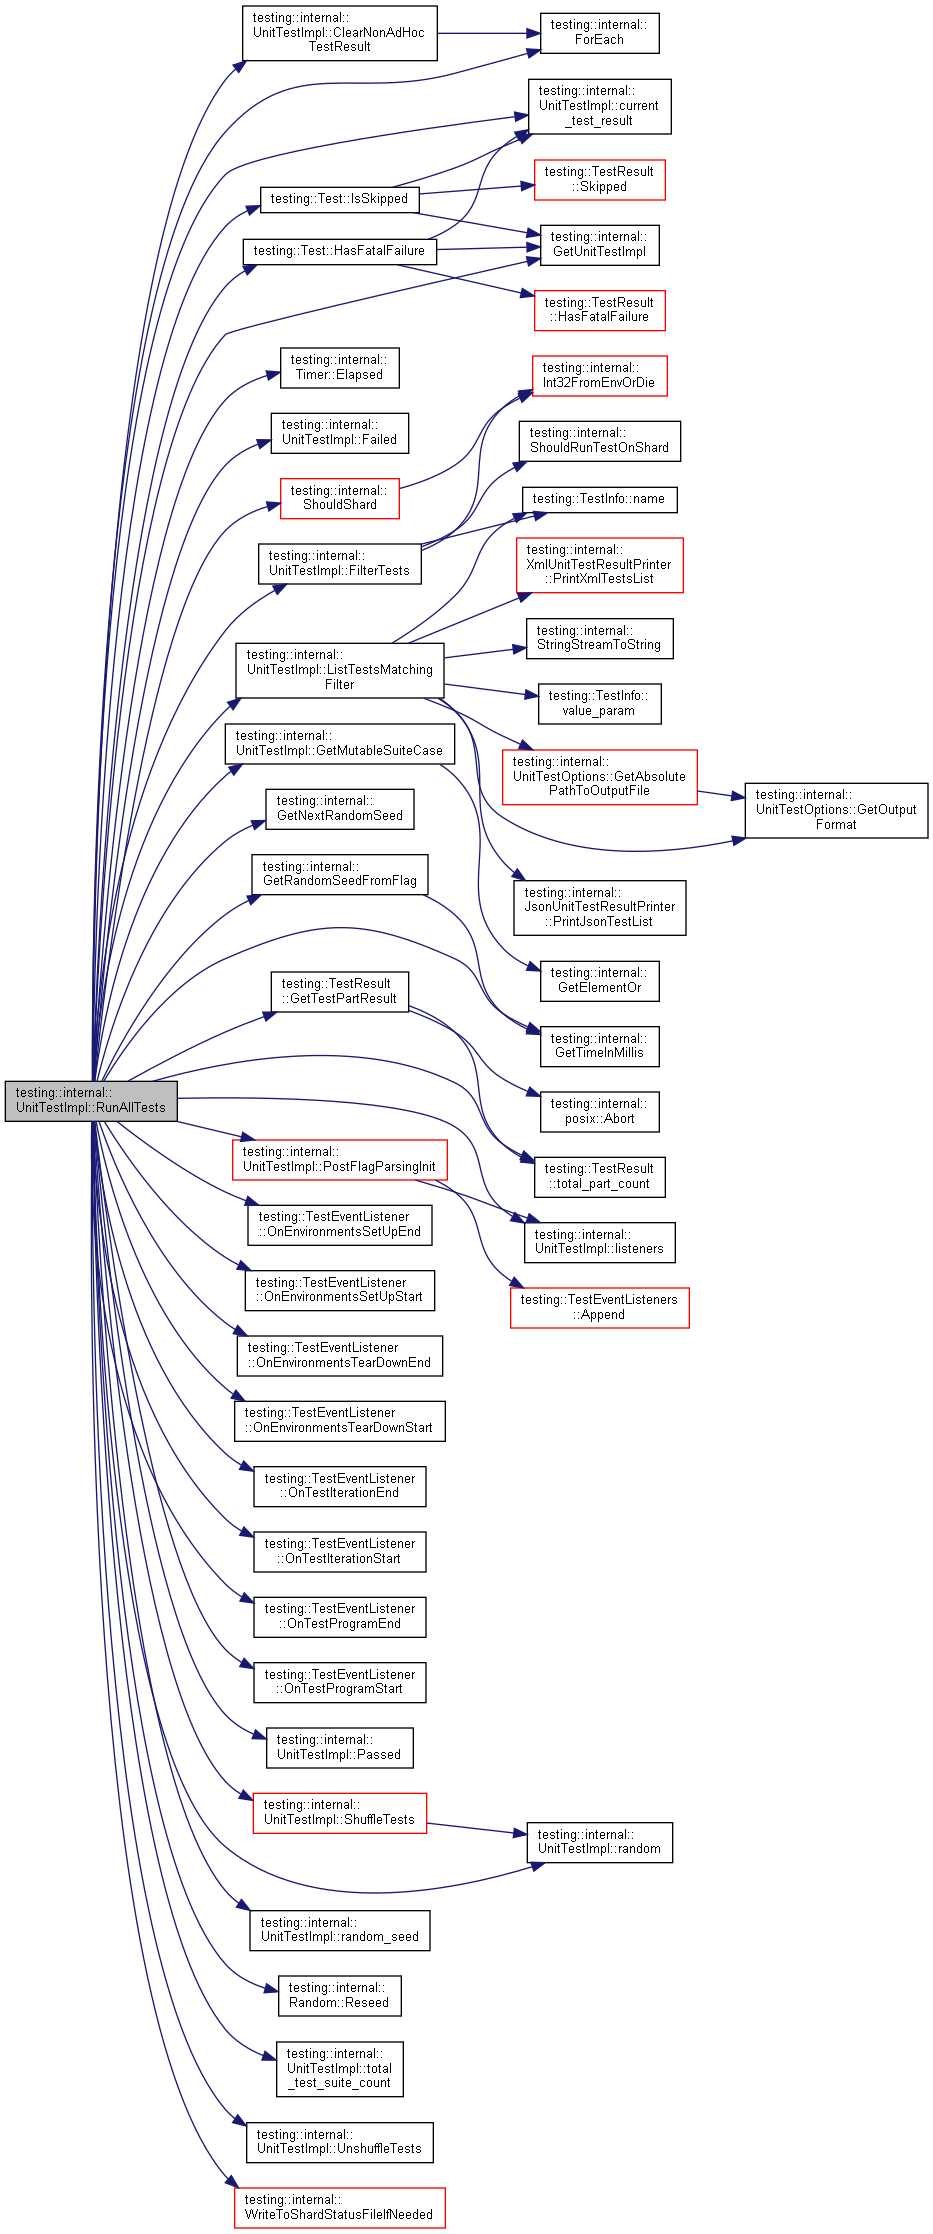 testing::internal::
UnitTestImpl::ClearNonAdHoc
TestResult
testing::internal::
ForEach
testing::internal::
UnitTestImpl::current
_test_result
testing::TestResult
::Skipped
testing::Test::IsSkipped
testing::internal::
GetUnitTestImpl
testing::Test::HasFatalFailure
testing::TestResult
::HasFatalFailure
testing::internal::
Timer::Elapsed
testing::internal::
Int32FromEnvOrDie
testing::internal::
UnitTestImpl::Failed
testing::internal::
ShouldRunTestOnShard
testing::internal::
ShouldShard
testing::TestInfo::name
testing::internal::
UnitTestImpl::FilterTests
testing::internal::
XmlUnitTestResultPrinter
::PrintXmlTestsList
testing::internal::
StringStreamToString
testing::internal::
UnitTestImpl::ListTestsMatching
Filter
testing::TestInfo::
value_param
testing::internal::
UnitTestImpl::GetMutableSuiteCase
testing::internal::
UnitTestOptions::GetAbsolute
PathToOutputFile
testing::internal::
UnitTestOptions::GetOutput
Format
testing::internal::
GetNextRandomSeed
testing::internal::
GetRandomSeedFromFlag
testing::internal::
JsonUnitTestResultPrinter
::PrintJsonTestList
testing::internal::
GetElementOr
testing::TestResult
::GetTestPartResult
testing::internal::
GetTimeInMillis
testing::internal::
UnitTestImpl::RunAllTests
testing::internal::
posix::Abort
testing::internal::
UnitTestImpl::PostFlagParsingInit
testing::TestResult
::total_part_count
testing::TestEventListener
::OnEnvironmentsSetUpEnd
testing::internal::
UnitTestImpl::listeners
testing::TestEventListener
::OnEnvironmentsSetUpStart
testing::TestEventListeners
::Append
testing::TestEventListener
::OnEnvironmentsTearDownEnd
testing::TestEventListener
::OnEnvironmentsTearDownStart
testing::TestEventListener
::OnTestIterationEnd
testing::TestEventListener
::OnTestIterationStart
testing::TestEventListener
::OnTestProgramEnd
testing::TestEventListener
::OnTestProgramStart
testing::internal::
UnitTestImpl::Passed
testing::internal::
UnitTestImpl::ShuffleTests
testing::internal::
UnitTestImpl::random
testing::internal::
UnitTestImpl::random_seed
testing::internal::
Random::Reseed
testing::internal::
UnitTestImpl::total
_test_suite_count
testing::internal::
UnitTestImpl::UnshuffleTests
testing::internal::
WriteToShardStatusFileIfNeeded